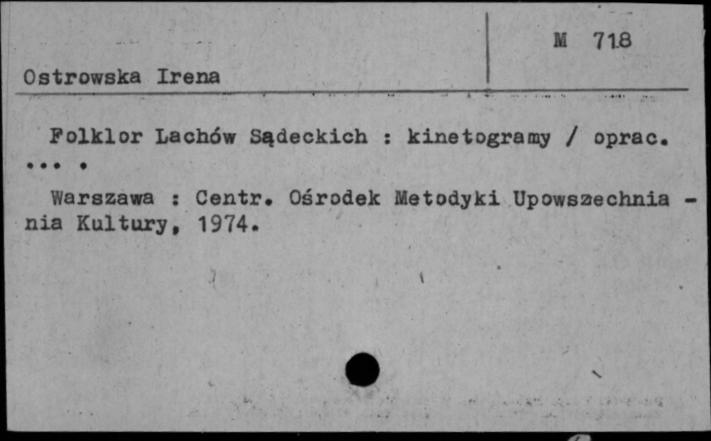 M 718
Ostrowska Irena
Folklor Lachów Sądeckich : kinetogramy / oprac.
... .
Warszawa : Centr. Ośrodek Metodyki Upowszechnia -
nia Kultury, 1974.